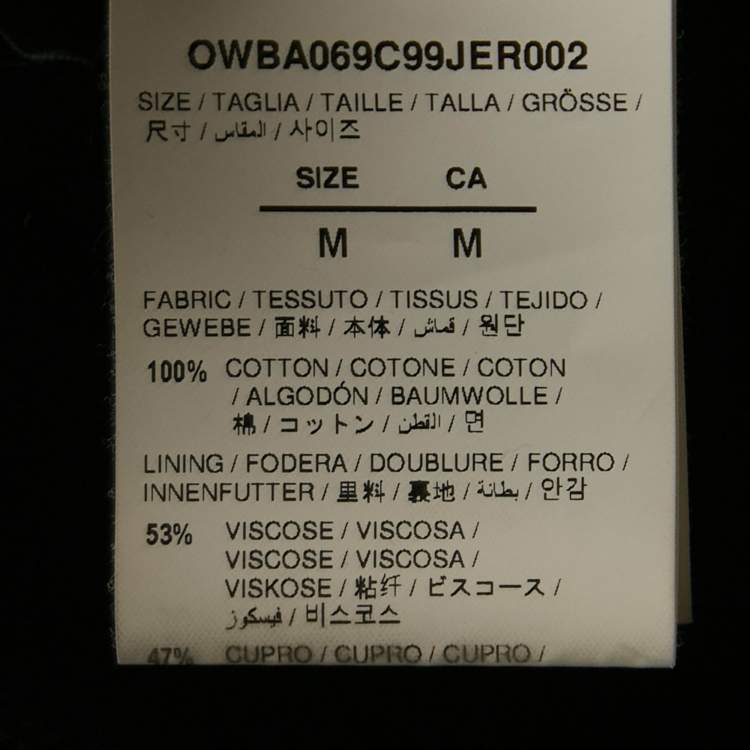 OWBA069C99JER002
SIZE / TAGLIA / TAILLE / TALLA / GRÖSSE /
尺寸 / المقاس / 사이즈
SIZE CA
M M
FABRIC / TESSUTO / TISSUS / TEJIDO /
GEWEBE / 面料 / 本体 / قماش / 원단
100% COTTON / COTONE / COTON
/ ALGODÓN / BAUMWOLLE /
棉 / コットン / القطن / 면
LINING / FODERA / DOUBLURE / FORRO /
INNENFUTTER / 里料 / 裏地 / بطانة / 안감
53% VISCOSE / VISCOSA /
VISCOSE / VISCOSA /
VISKOSE / 粘纤 / ビスコース /
فيسكوز / 비스코스
47% CUPRO / CUPRO / CUPRO /